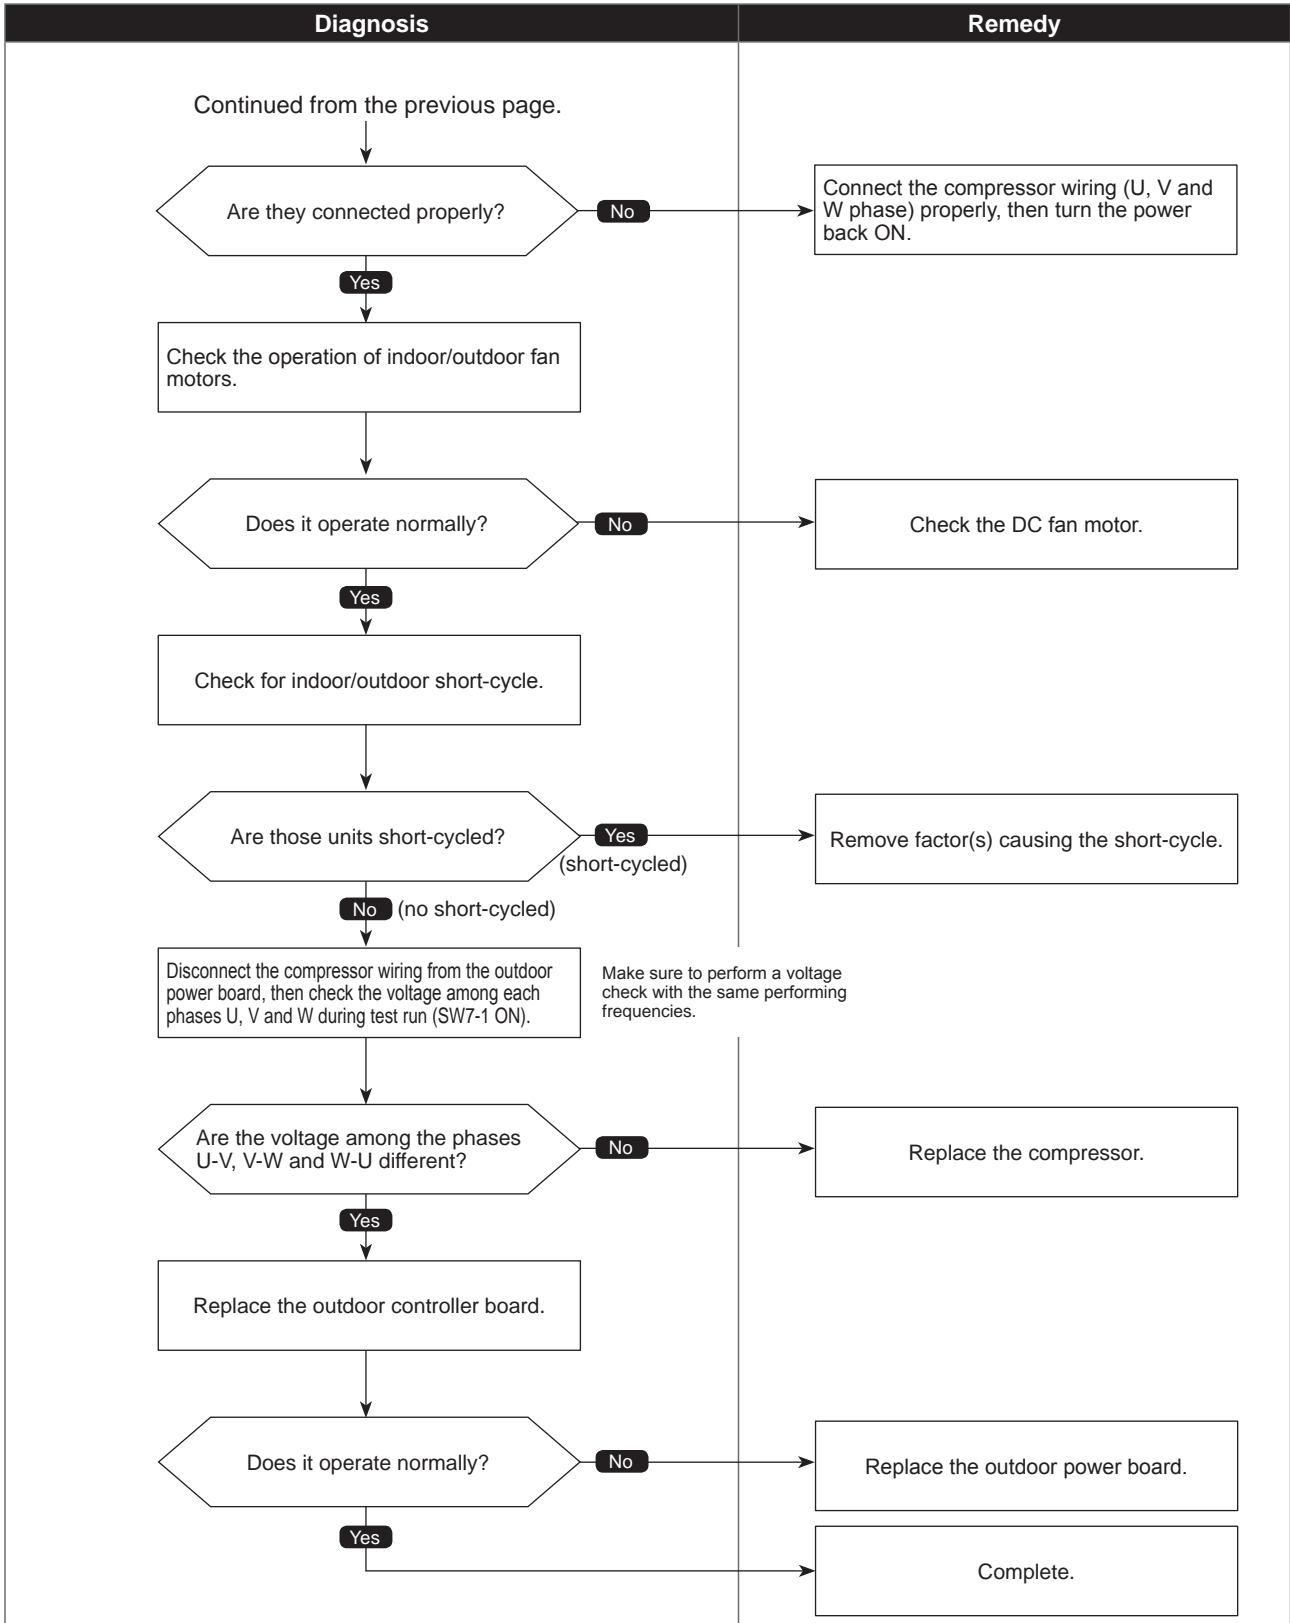 Diagnosis
Remedy
Continued from the previous page.
Are they connected properly?
No
Connect the compressor wiring (U, V and
W phase) properly, then turn the power
back ON.
Yes
Check the operation of indoor/outdoor fan
motors.
Does it operate normally?
No
Check the DC fan motor.
Yes
Check for indoor/outdoor short-cycle.
Are those units short-cycled?
Yes
(short-cycled)
Remove factor(s) causing the short-cycle.
No (no short-cycled)
Disconnect the compressor wiring from the outdoor
power board, then check the voltage among each
phases U, V and W during test run (SW7-1 ON).
Make sure to perform a voltage
check with the same performing
frequencies.
Are the voltage among the phases
U-V, V-W and W-U different?
No
Replace the compressor.
Yes
Replace the outdoor controller board.
Does it operate normally?
No
Replace the outdoor power board.
Yes
Complete.